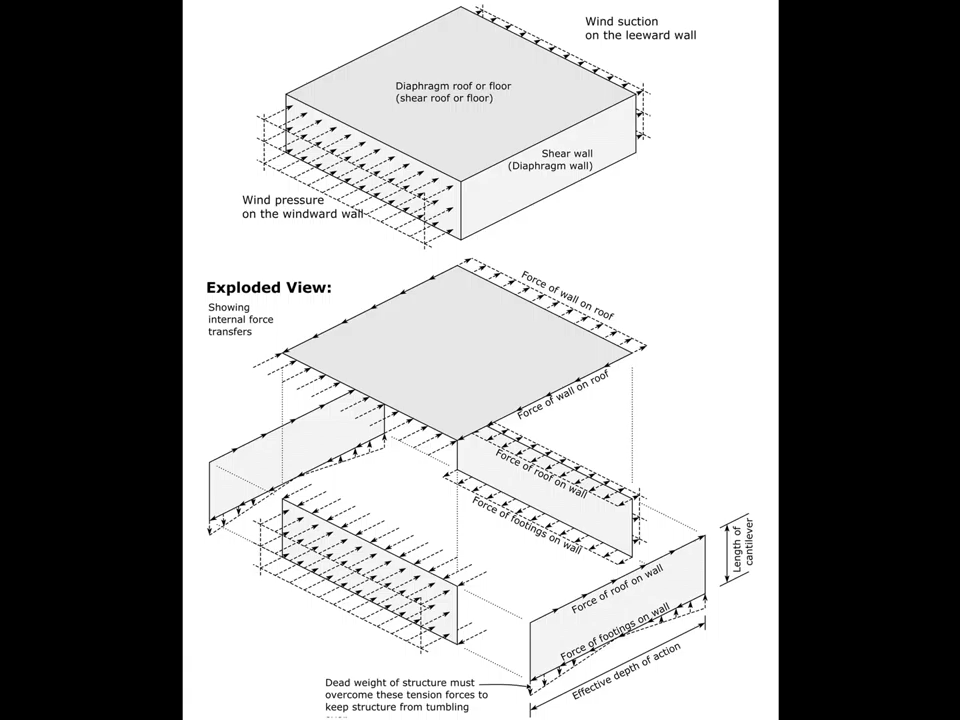 Wind suction
on the leeward wall
Diaphragm roof or floor
(shear roof or floor)
Shear wall
(Diaphragm wall)
Wind pressure
on the windward wall
Exploded View:
Showing
internal force
transfers
Force of wall on roof
Force of wall on roof
Force of roof on wall
Force of footings on wall
Length of
cantilever
Force of roof on wall
Force of footings on wall
Effective depth of action
Dead weight of structure must
overcome these tension forces to
keep structure from tumbling